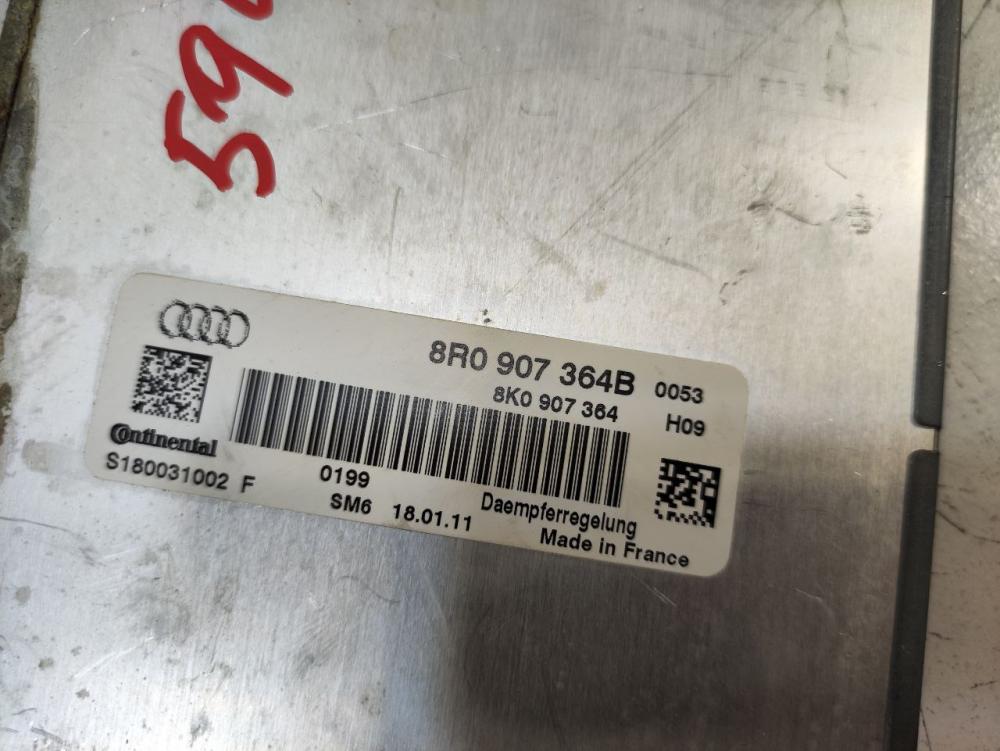 59
8R0 907 364B 0053
8K0 907 364 H09
Continental
S180031002 F 0199
SM6 18.01.11 Daempferregelung
Made in France